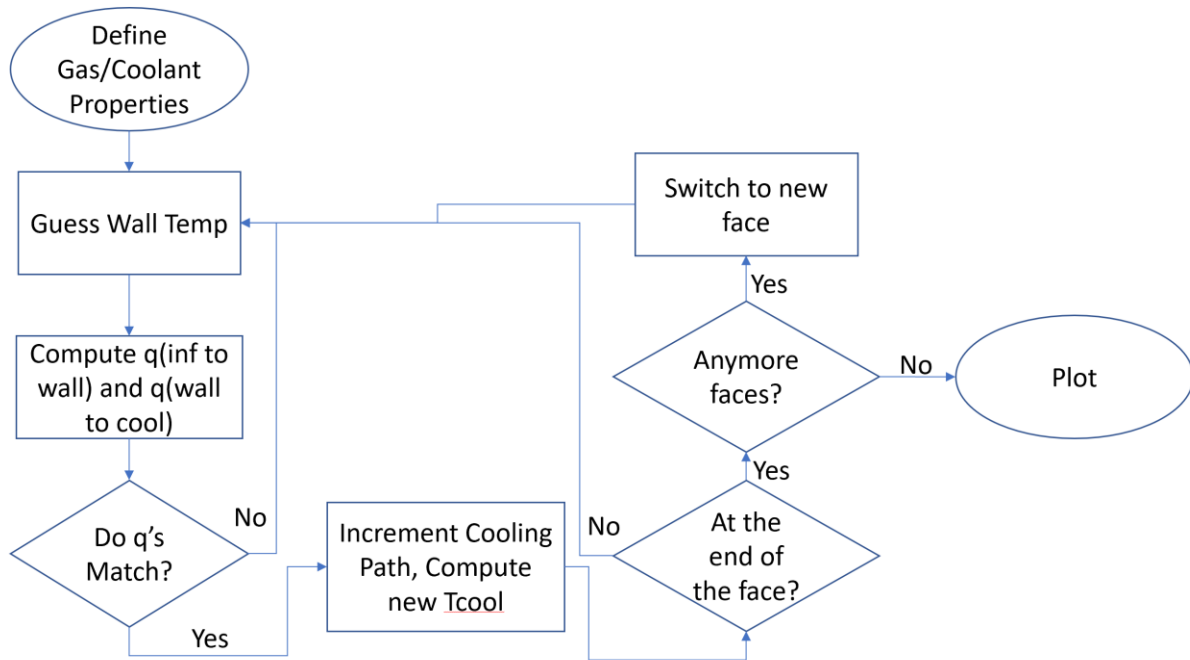 Define
Gas/Coolant
Properties
Guess Wall Temp
Compute q(inf to
wall) and q(wall
to cool)
Do q’s
Match?
No
Yes
Increment Cooling
Path, Compute
new Tcool
No
At the
end of
the face?
Yes
Anymore
faces?
Yes
Switch to new
face
No
Plot